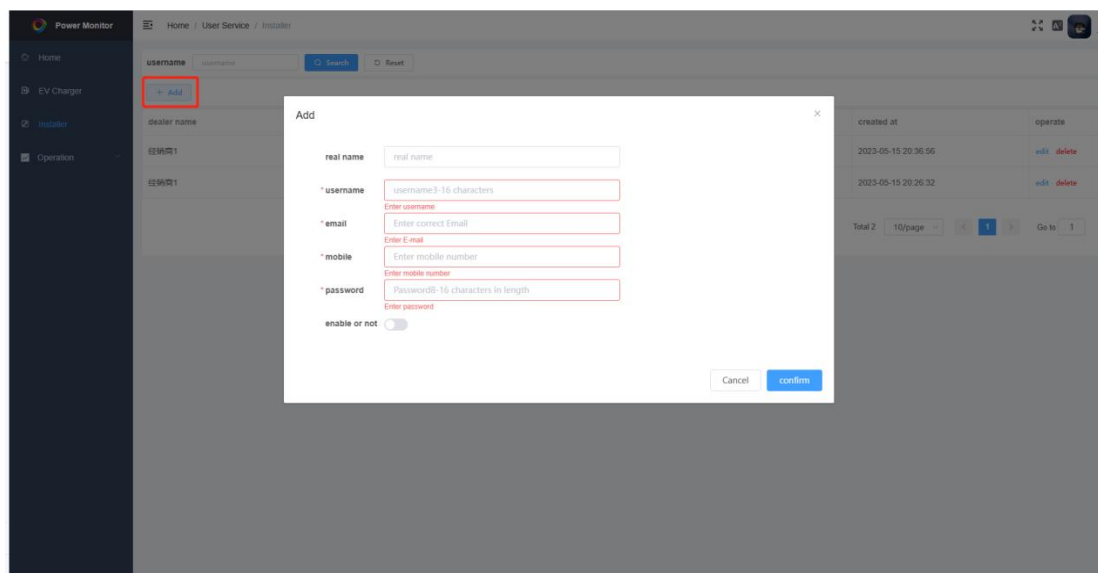 Power Monitor
Home / User Service / Installer
Home
EV Charger
Installer
Operation
username username Search Reset
+ Add
dealer name created at operate
经销商1 2023-05-15 20:36:56 edit delete
经销商1 2023-05-15 20:26:32 edit delete
Total 2 10/page < 1 > Go to 1
Add ×
real name real name
* username username3-16 characters
Enter username
* email Enter correct Email
Enter E-mail
* mobile Enter mobile number
Enter mobile number
* password Password8-16 characters in length
Enter password
enable or not
Cancel confirm